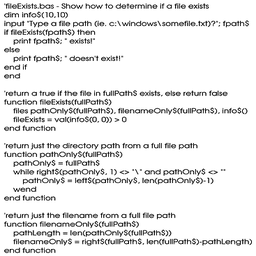 'fileExists.bas - Show how to determine if a file exists
dim info$(10,10)
input "Type a file path (ie. c:\windows\somefile.txt)?"; fpath$
if fileExists(fpath$) then
    print fpath$; " exists!"
else
    print fpath$; " doesn't exist!"
end if
end

'return a true if the file in fullPath$ exists, else return false
function fileExists(fullPath$)
    files pathOnly$(fullPath$), filenameOnly$(fullPath$), info$()
    fileExists = val(info$(0, 0)) > 0
end function

'return just the directory path from a full file path
function pathOnly$(fullPath$)
    pathOnly$ = fullPath$
    while right$(pathOnly$, 1) <> "\" and pathOnly$ <> ""
        pathOnly$ = left$(pathOnly$, len(pathOnly$)-1)
    wend
end function

'return just the filename from a full file path
function filenameOnly$(fullPath$)
    pathLength = len(pathOnly$(fullPath$))
    filenameOnly$ = right$(fullPath$, len(fullPath$)-pathLength)
end function